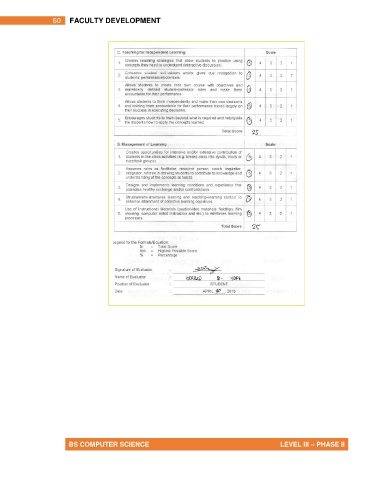 60 FACULTY DEVELOPMENT
C. Teaching for Independent Learning Scale
1. Creates teaching strategies that allow students to practice using concepts they need to understand (interactive discussion). 5 4 3 2 1
2. Enhances student self-esteem and/or gives due recognition to students' performance/potentials. 5 4 3 2 1
3. Allows students to create their own course with objectives and realistically defined student-professor rules and make them accountable for their performance. 5 4 3 2 1
4. Allows students to think independently and make their own decisions and holding them accountable for their performance based largely on their success in executing decisions. 5 4 3 2 1
5. Encourages students to learn beyond what is required and help/guide the students how to apply the concepts learned. 5 4 3 2 1
Total Score 25
D. Management of Learning Scale
1. Creates opportunities for intensive and/or extensive contribution of students in the class activities (e.g. breaks class into dyads, triads or buzz/task groups). 5 4 3 2 1
2. Assumes roles as facilitator, resource person, coach, inquisitor, integrator, referee in drawing students to contribute to knowledge and understanding of the concepts at hands. 5 4 3 2 1
3. Designs and implements learning conditions and experience that promotes healthy exchange and/or confrontations. 5 4 3 2 1
4. Structures/re-structures learning and teaching-learning context to enhance attainment of collective learning objectives. 5 4 3 2 1
5. Use of Instructional Materials (audio/video materials: fieldtrips, film showing, computer aided instruction and etc.) to reinforces learning processes. 5 4 3 2 1
Total Score 25
Legend for the Formula/Equation:
= Total Score
= Highest Possible Score
% = Percentage
Signature of Evaluator :
Name of Evaluator :
Position of Evaluator : STUDENT
Date : APRIL 2018
BS COMPUTER SCIENCE LEVEL III – PHASE II